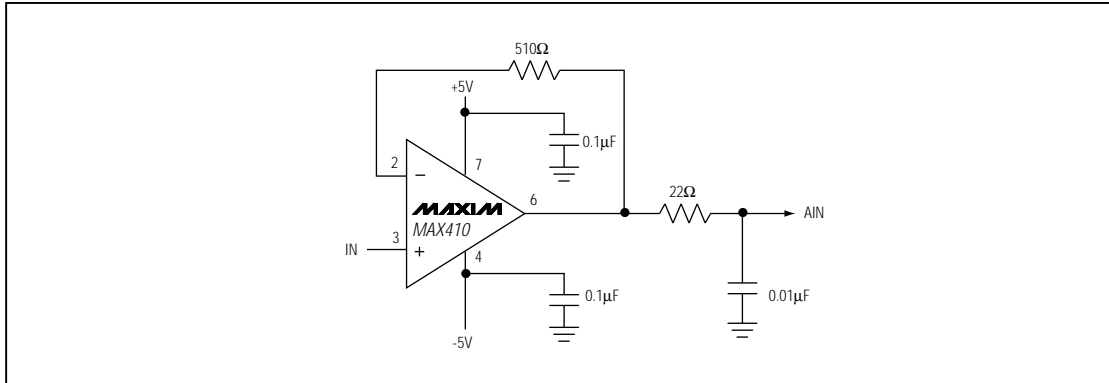 510Ω
+5V
0.1µF
2
7
−
MAXIM
MAX410
6
22Ω
AIN
IN
3
+
4
0.1µF
0.01µF
-5V